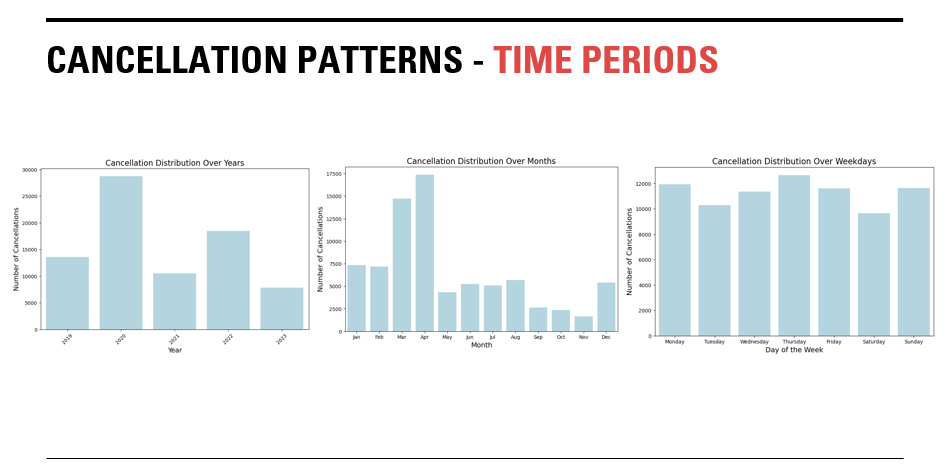 CANCELLATION PATTERNS - TIME PERIODS
Cancellation Distribution Over Years
Number of Cancellations
30000
25000
20000
15000
10000
5000
0
2019
2020
2021
2022
2023
Year
Cancellation Distribution Over Months
Number of Cancellations
17500
15000
12500
10000
7500
5000
2500
0
Jan
Feb
Mar
Apr
May
Jun
Jul
Aug
Sep
Oct
Nov
Dec
Month
Cancellation Distribution Over Weekdays
Number of Cancellations
12000
10000
8000
6000
4000
2000
0
Monday
Tuesday
Wednesday
Thursday
Friday
Saturday
Sunday
Day of the Week